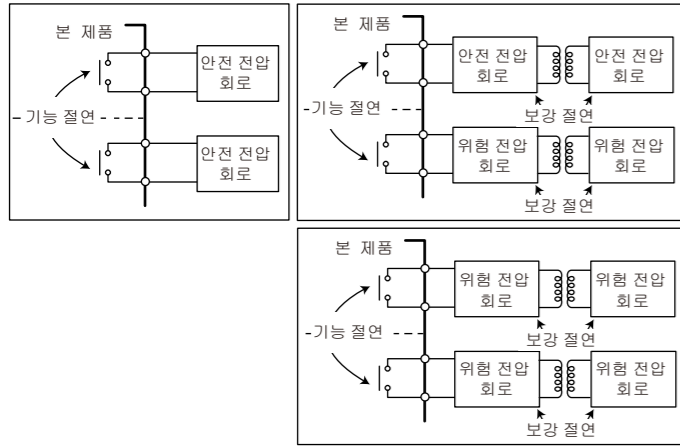 본 제품
안전 전압
회로
기능 절연
안전 전압
회로
본 제품
안전 전압
회로
안전 전압
회로
보강 절연
기능 절연
위험 전압
회로
위험 전압
회로
보강 절연
본 제품
위험 전압
회로
위험 전압
회로
보강 절연
기능 절연
위험 전압
회로
위험 전압
회로
보강 절연